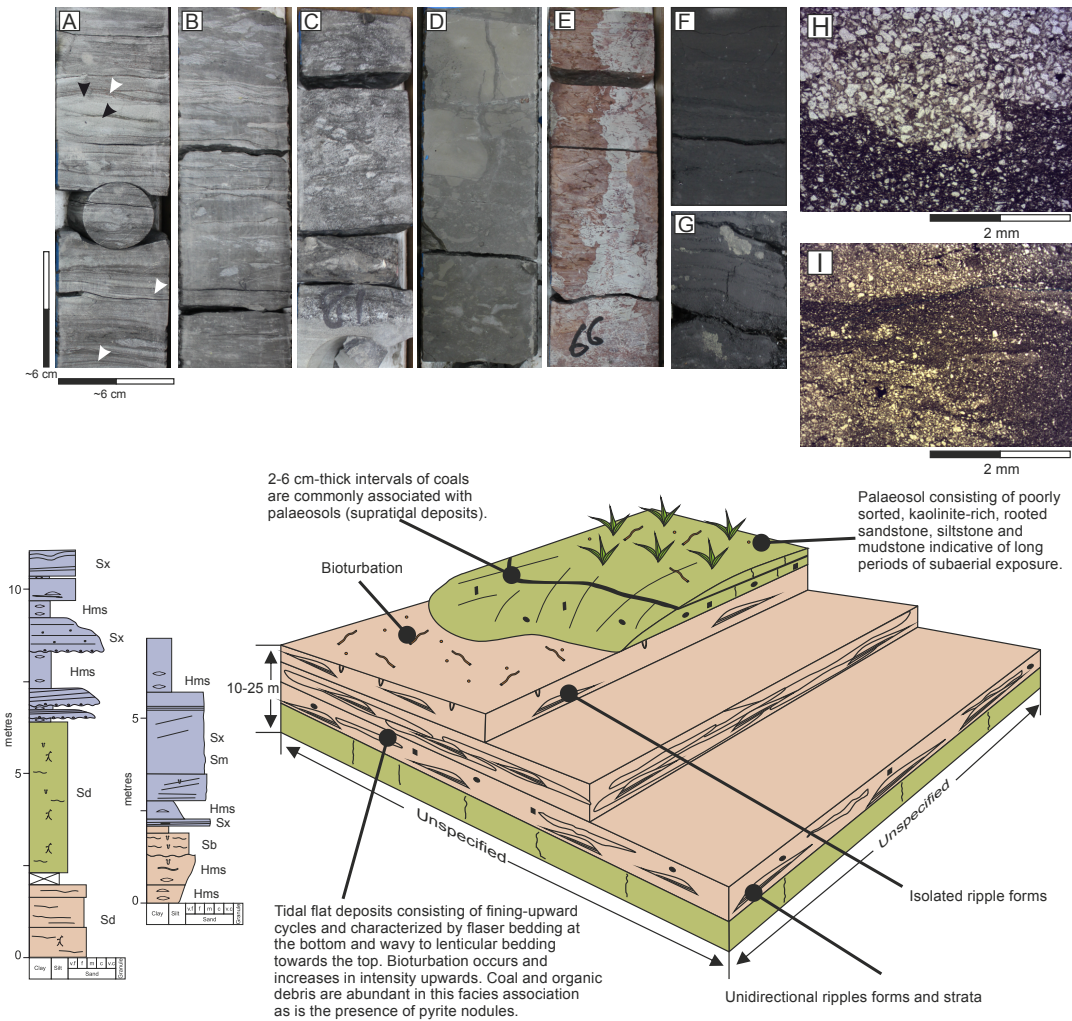 A
B
C
D
E
F
G
H
I
66
~6 cm
~6 cm
2 mm
2 mm
2-6 cm-thick intervals of coals
are commonly associated with
palaeosols (supratidal deposits).
Palaeosol consisting of poorly
sorted, kaolinite-rich, rooted
sandstone, siltstone and
mudstone indicative of long
periods of subaerial exposure.
Bioturbation
10-25 m
Unspecified
Unspecified
Isolated ripple forms
Unidirectional ripples forms and strata
Tidal flat deposits consisting of fining-upward
cycles and characterized by flaser bedding at
the bottom and wavy to lenticular bedding
towards the top. Bioturbation occurs and
increases in intensity upwards. Coal and organic
debris are abundant in this facies association
as is the presence of pyrite nodules.
metres
10
5
0
Sx
Hms
Sx
Hms
Sd
Sd
Clay
Silt
v.f f m c v.c
Sand
Granule
metres
5
0
Hms
Sx
Sm
Hms
Sx
Sb
Hms
Hms
Clay
Silt
v.f f m c v.c
Sand
Granule